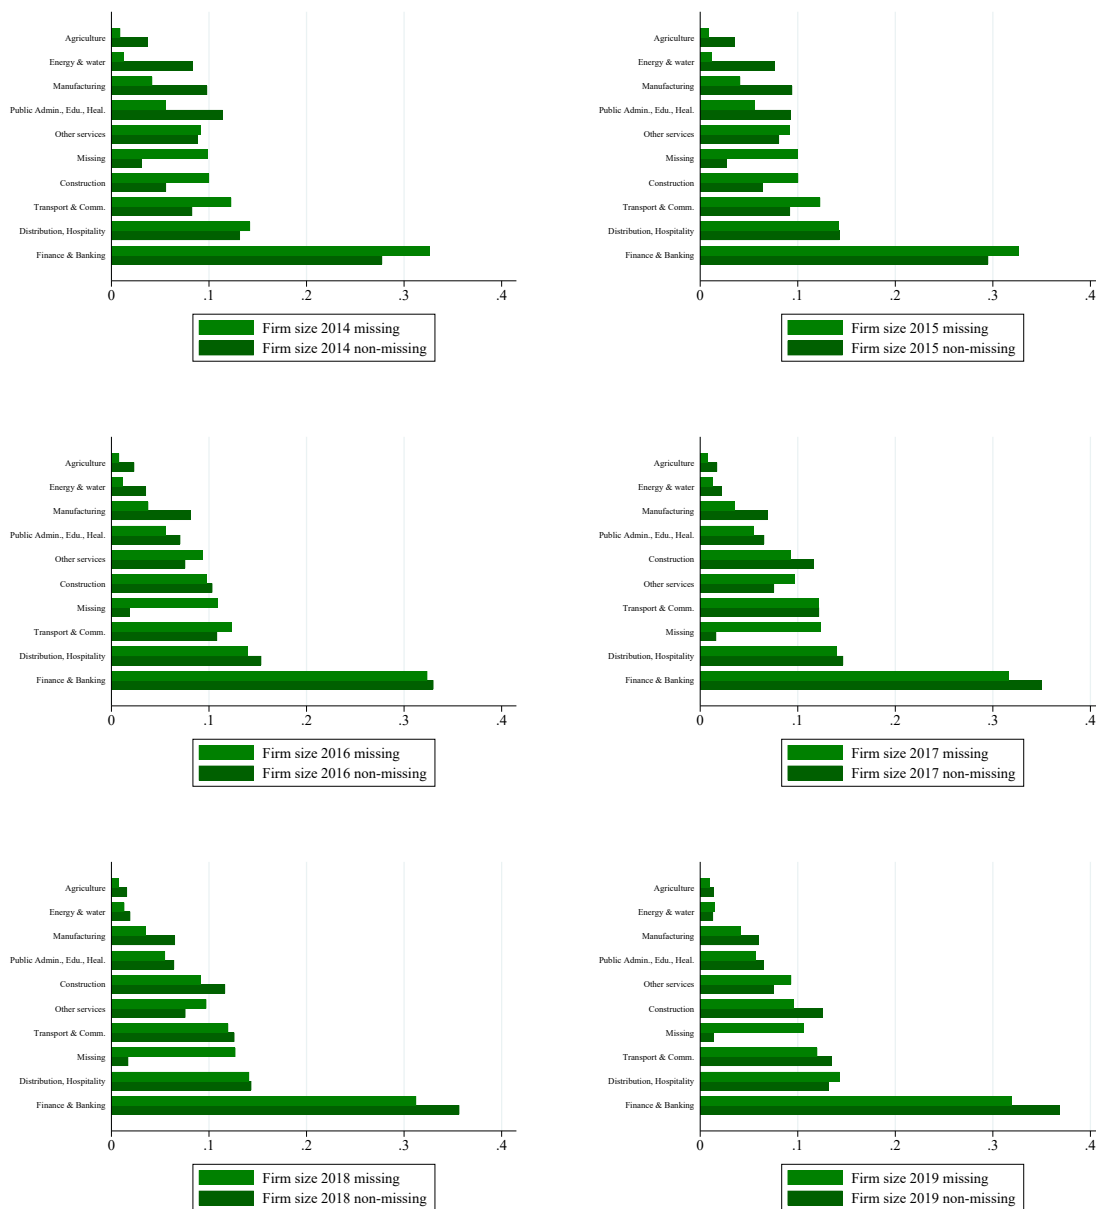 Agriculture
Energy & water
Manufacturing
Public Admin., Edu., Heal.
Other services
Missing
Construction
Transport & Comm.
Distribution, Hospitality
Finance & Banking
0 .1 .2 .3 .4
Firm size 2014 missing
Firm size 2014 non-missing
Agriculture
Energy & water
Manufacturing
Public Admin., Edu., Heal.
Other services
Missing
Construction
Transport & Comm.
Distribution, Hospitality
Finance & Banking
0 .1 .2 .3 .4
Firm size 2015 missing
Firm size 2015 non-missing
Agriculture
Energy & water
Manufacturing
Public Admin., Edu., Heal.
Other services
Construction
Missing
Transport & Comm.
Distribution, Hospitality
Finance & Banking
0 .1 .2 .3 .4
Firm size 2016 missing
Firm size 2016 non-missing
Agriculture
Energy & water
Manufacturing
Public Admin., Edu., Heal.
Construction
Other services
Transport & Comm.
Missing
Distribution, Hospitality
Finance & Banking
0 .1 .2 .3 .4
Firm size 2017 missing
Firm size 2017 non-missing
Agriculture
Energy & water
Manufacturing
Public Admin., Edu., Heal.
Construction
Other services
Transport & Comm.
Missing
Distribution, Hospitality
Finance & Banking
0 .1 .2 .3 .4
Firm size 2018 missing
Firm size 2018 non-missing
Agriculture
Energy & water
Manufacturing
Public Admin., Edu., Heal.
Other services
Construction
Missing
Transport & Comm.
Distribution, Hospitality
Finance & Banking
0 .1 .2 .3 .4
Firm size 2019 missing
Firm size 2019 non-missing